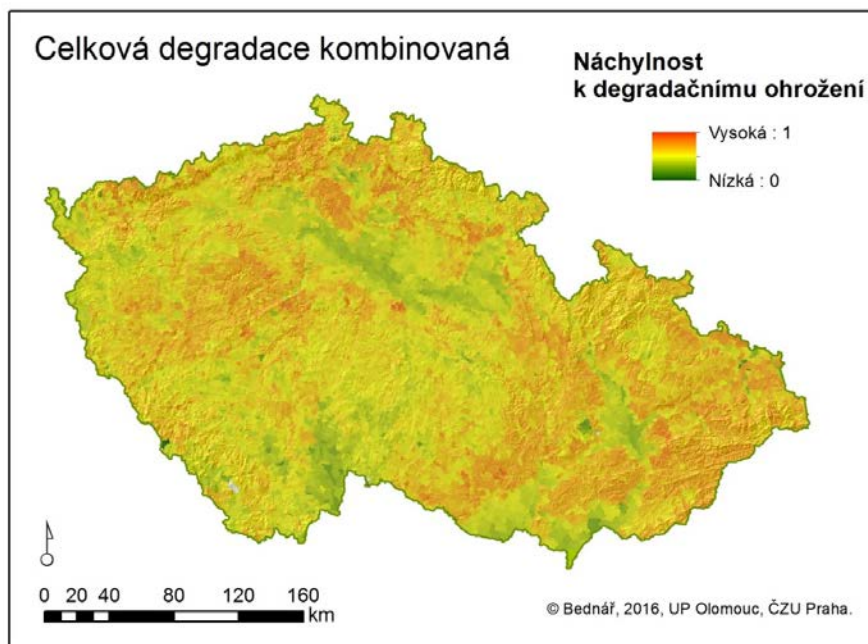 Celková degradace kombinovaná
Náchylnost
k degradačnímu ohrožení
Vysoká : 1
Nízká : 0
0 20 40 80 120 160
km
© Bednář, 2016, UP Olomouc, ČZU Praha.